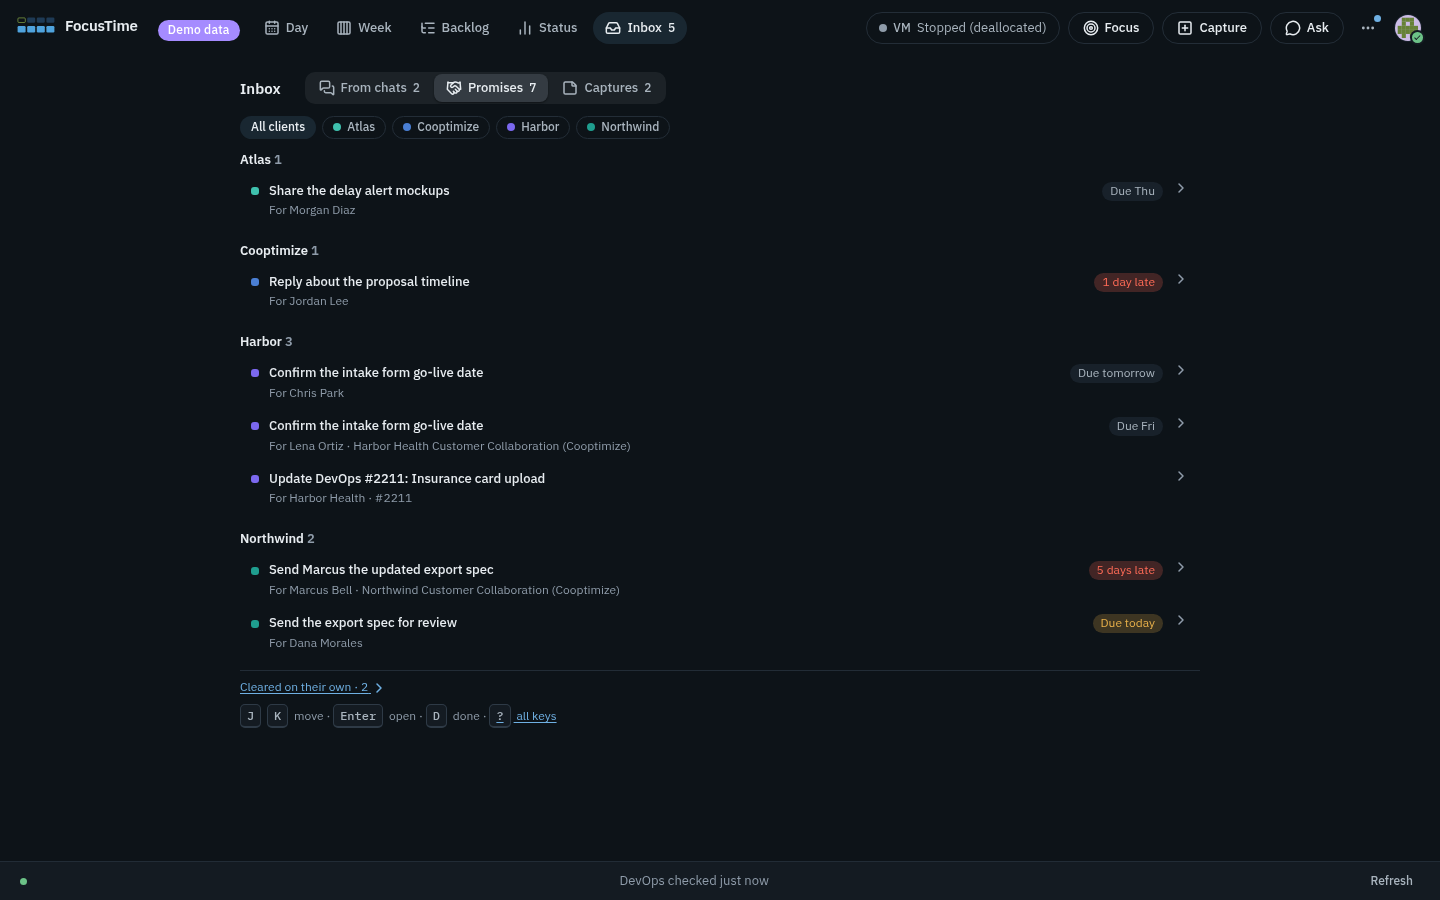 FocusTime
Demo data
Day
Week
Backlog
Status
Inbox 5
VM Stopped (deallocated)
Focus
Capture
Ask
Inbox
From chats 2
Promises 7
Captures 2
All clients
Atlas
Cooptimize
Harbor
Northwind
Atlas 1
Share the delay alert mockups
Due Thu
For Morgan Diaz
Cooptimize 1
Reply about the proposal timeline
1 day late
For Jordan Lee
Harbor 3
Confirm the intake form go-live date
Due tomorrow
For Chris Park
Confirm the intake form go-live date
Due Fri
For Lena Ortiz · Harbor Health Customer Collaboration (Cooptimize)
Update DevOps #2211: Insurance card upload
For Harbor Health · #2211
Northwind 2
Send Marcus the updated export spec
5 days late
For Marcus Bell · Northwind Customer Collaboration (Cooptimize)
Send the export spec for review
Due today
For Dana Morales
Cleared on their own · 2
J K move · Enter open · D done · ? all keys
DevOps checked just now
Refresh